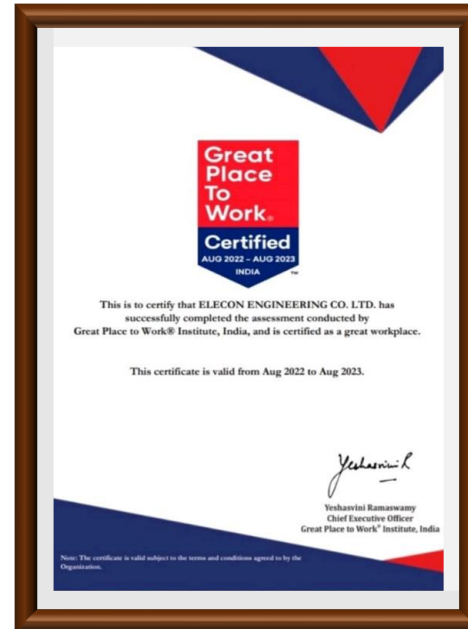 Great
Place
To
Work®
Certified
AUG 2022 – AUG 2023
INDIA ™
This is to certify that ELECON ENGINEERING CO. LTD. has
successfully completed the assessment conducted by
Great Place to Work® Institute, India, and is certified as a great workplace.
This certificate is valid from Aug 2022 to Aug 2023.
Yeshasvini R
Yeshasvini Ramaswamy
Chief Executive Officer
Great Place to Work® Institute, India
Note: The certificate is valid subject to the terms and conditions agreed to by the
Organization.